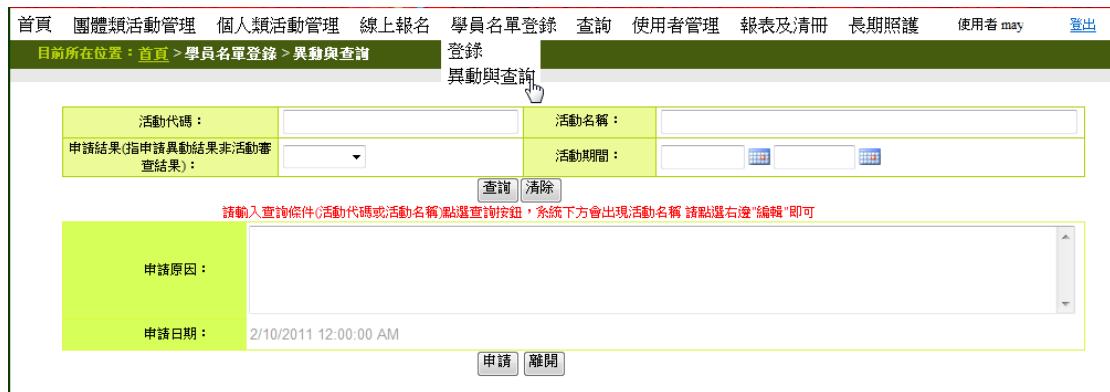 首頁 團體類活動管理 個人類活動管理 線上報名 學員名單登錄 查詢 使用者管理 報表及清冊 長期照護 使用者 may 登出
目前所在位置：首頁 > 學員名單登錄 > 異動與查詢
登錄
異動與查詢
活動代碼： 活動名稱：
申請結果(指申請異動結果非活動審
查結果)： 活動期間：
查詢 清除
請輸入查詢條件(活動代碼或活動名稱)點選查詢按鈕，系統下方會出現活動名稱 請點選右邊"編輯"即可
申請原因：
申請日期： 2/10/2011 12:00:00 AM
申請 離開